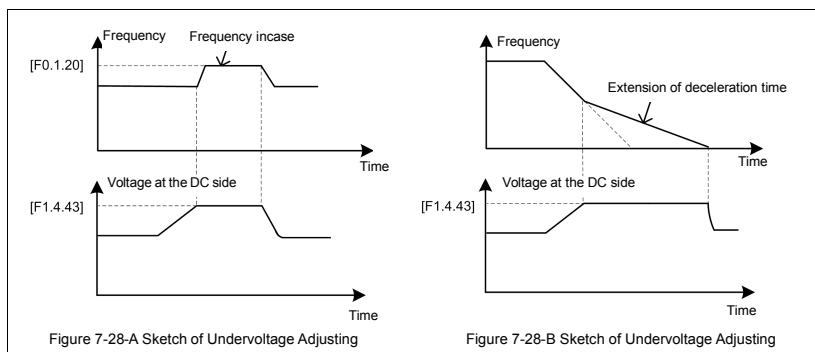 Frequency
Frequency incase
[F0.1.20]
Time
Voltage at the DC side
[F1.4.43]
Time
Figure 7-28-A Sketch of Undervoltage Adjusting
Frequency
Extension of deceleration time
Time
Voltage at the DC side
[F1.4.43]
Time
Figure 7-28-B Sketch of Undervoltage Adjusting